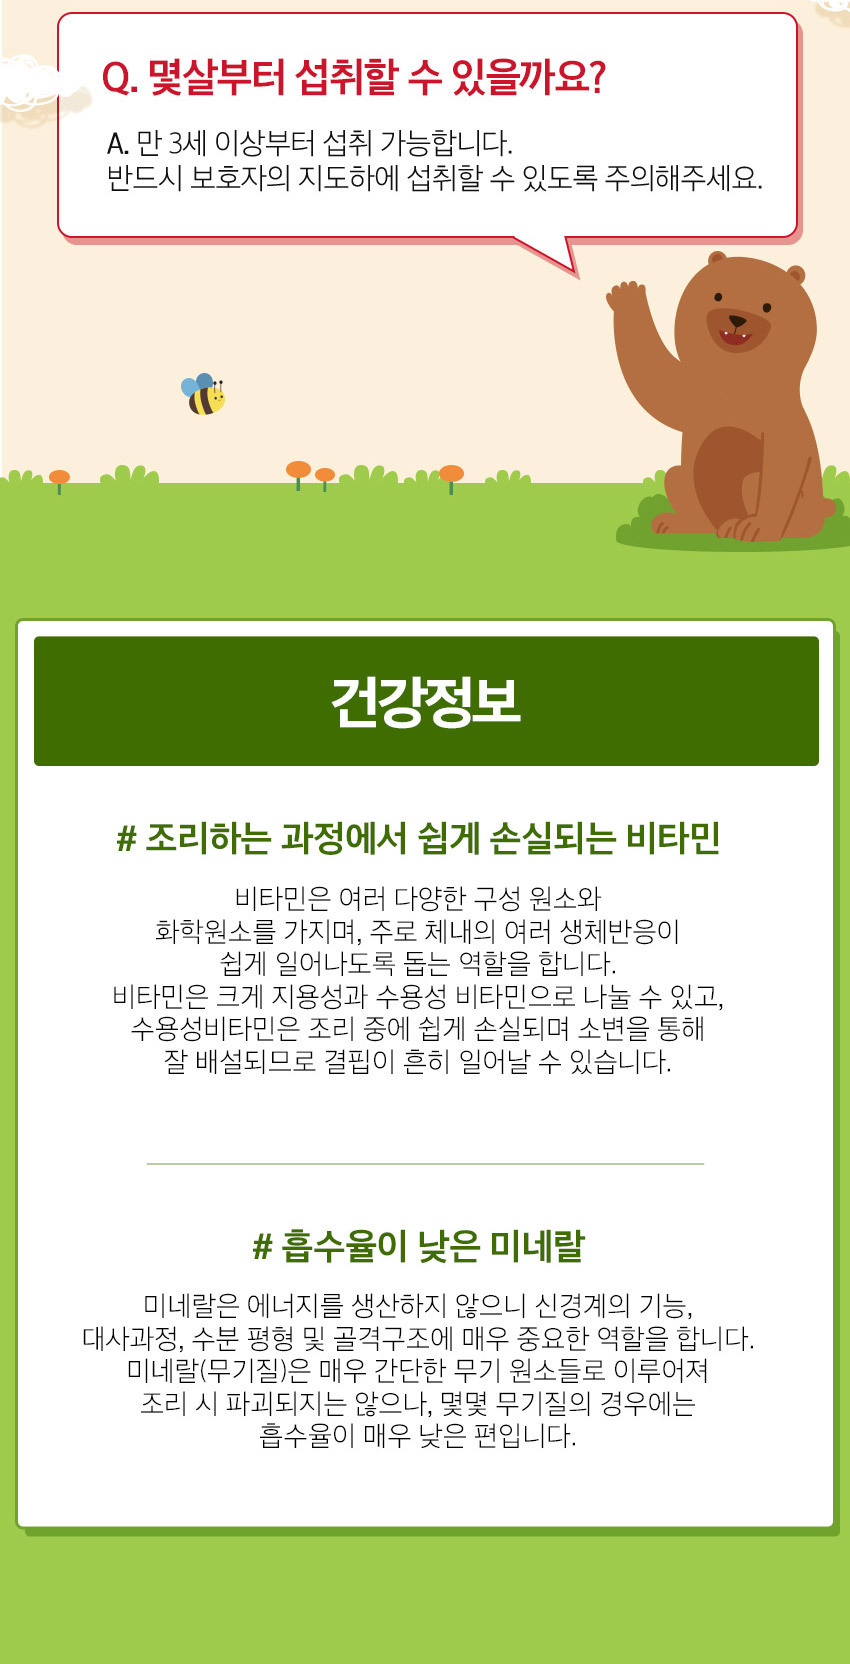 Q. 몇살부터 섭취할 수 있을까요?
A. 만 3세 이상부터 섭취 가능합니다.
반드시 보호자의 지도하에 섭취할 수 있도록 주의해주세요.
건강정보
# 조리하는 과정에서 쉽게 손실되는 비타민
비타민은 여러 다양한 구성 원소와
화학원소를 가지며, 주로 체내의 여러 생체반응이
쉽게 일어나도록 돕는 역할을 합니다.
비타민은 크게 지용성과 수용성 비타민으로 나눌 수 있고,
수용성비타민은 조리 중에 쉽게 손실되며 소변을 통해
잘 배설되므로 결핍이 흔히 일어날 수 있습니다.
# 흡수율이 낮은 미네랄
미네랄은 에너지를 생산하지 않으니 신경계의 기능,
대사과정, 수분 평형 및 골격구조에 매우 중요한 역할을 합니다.
미네랄(무기질)은 매우 간단한 무기 원소들로 이루어져
조리 시 파괴되지는 않으나, 몇몇 무기질의 경우에는
흡수율이 매우 낮은 편입니다.